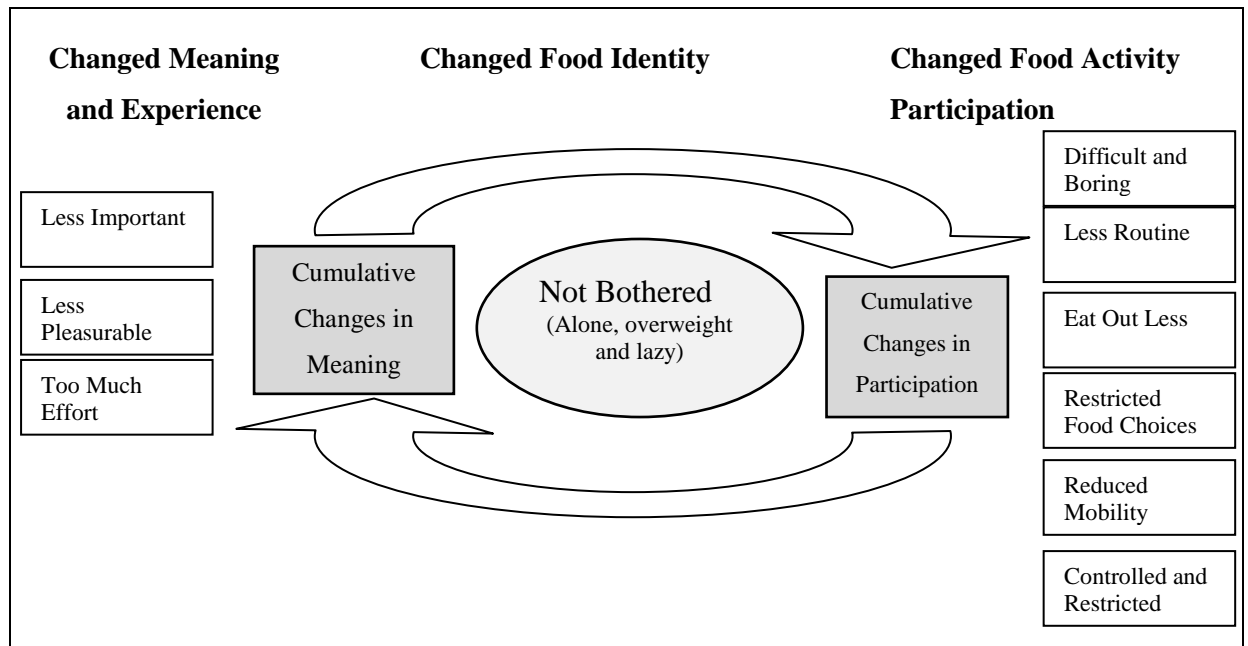 Changed Meaning
and Experience
Changed Food Identity
Changed Food Activity
Participation
Less Important
Less
Pleasurable
Too Much
Effort
Cumulative
Changes in
Meaning
Not Bothered
(Alone, overweight
and lazy)
Cumulative
Changes in
Participation
Difficult and
Boring
Less Routine
Eat Out Less
Restricted
Food Choices
Reduced
Mobility
Controlled and
Restricted